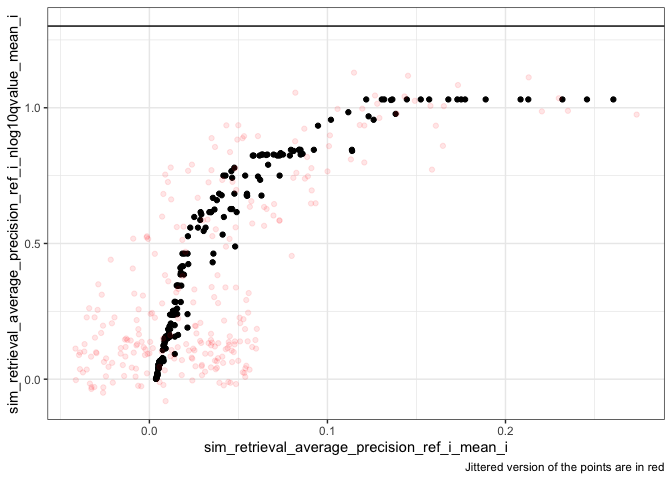 sim_retrieval_average_precision_ref_i_nlog10qvalue_mean_i
1.0
0.5
0.0
0.0
0.1
0.2
sim_retrieval_average_precision_ref_i_mean_i
Jittered version of the points are in red